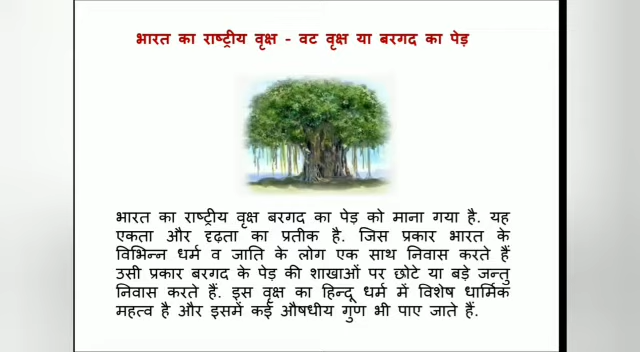 भारत का राष्ट्रीय वृक्ष - वट वृक्ष या बरगद का पेड़
भारत का राष्ट्रीय वृक्ष बरगद का पेड़ को माना गया है. यह
एकता और दृढ़ता का प्रतीक है. जिस प्रकार भारत के
विभिन्न धर्म व जाति के लोग एक साथ निवास करते हैं
उसी प्रकार बरगद के पेड़ की शाखाओं पर छोटे या बड़े जन्तु
निवास करते हैं. इस वृक्ष का हिन्दू धर्म में विशेष धार्मिक
महत्व है और इसमें कई औषधीय गुण भी पाए जाते हैं.